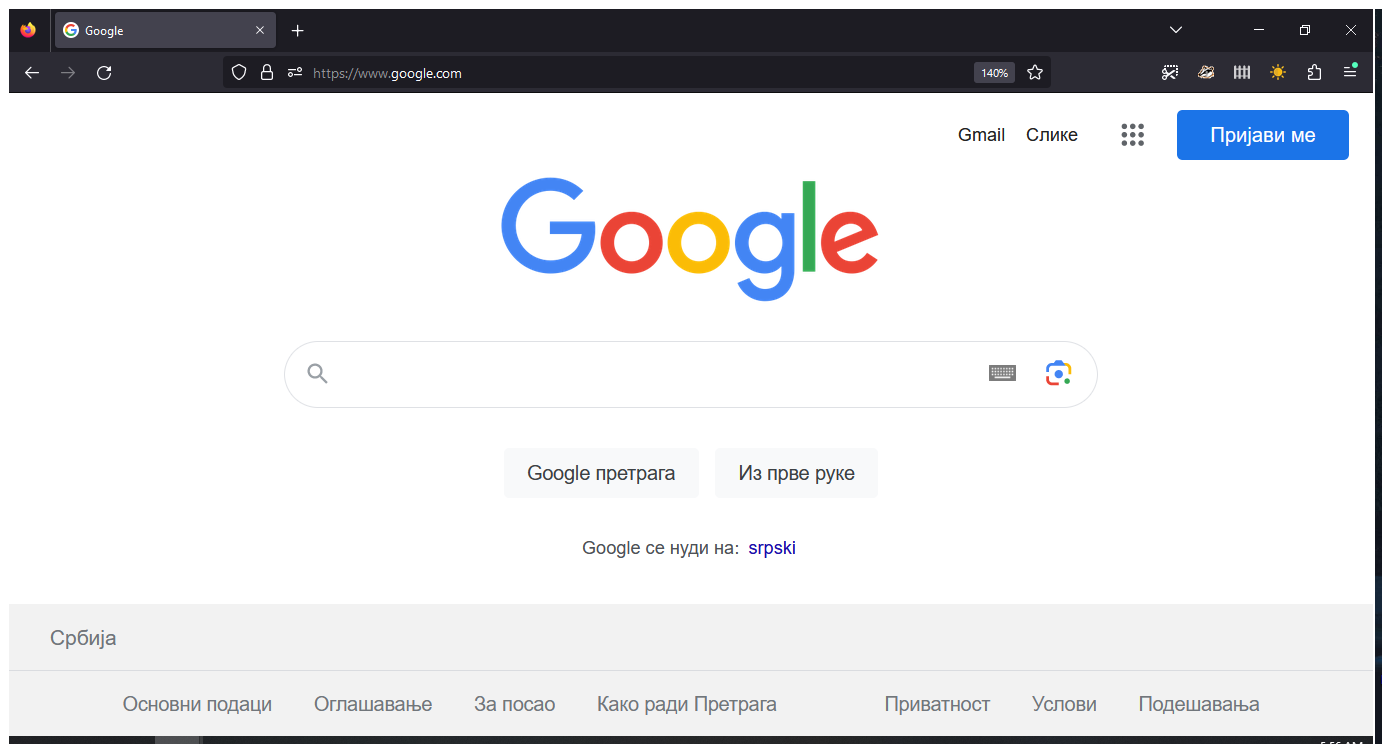 Google
https://www.google.com 140%
Gmail Слике Пријави ме
Google
Google претрага Из прве руке
Google се нуди на: srpski
Србија
Основни подаци Оглашавање За посао Како ради Претрага Приватност Услови Подешавања